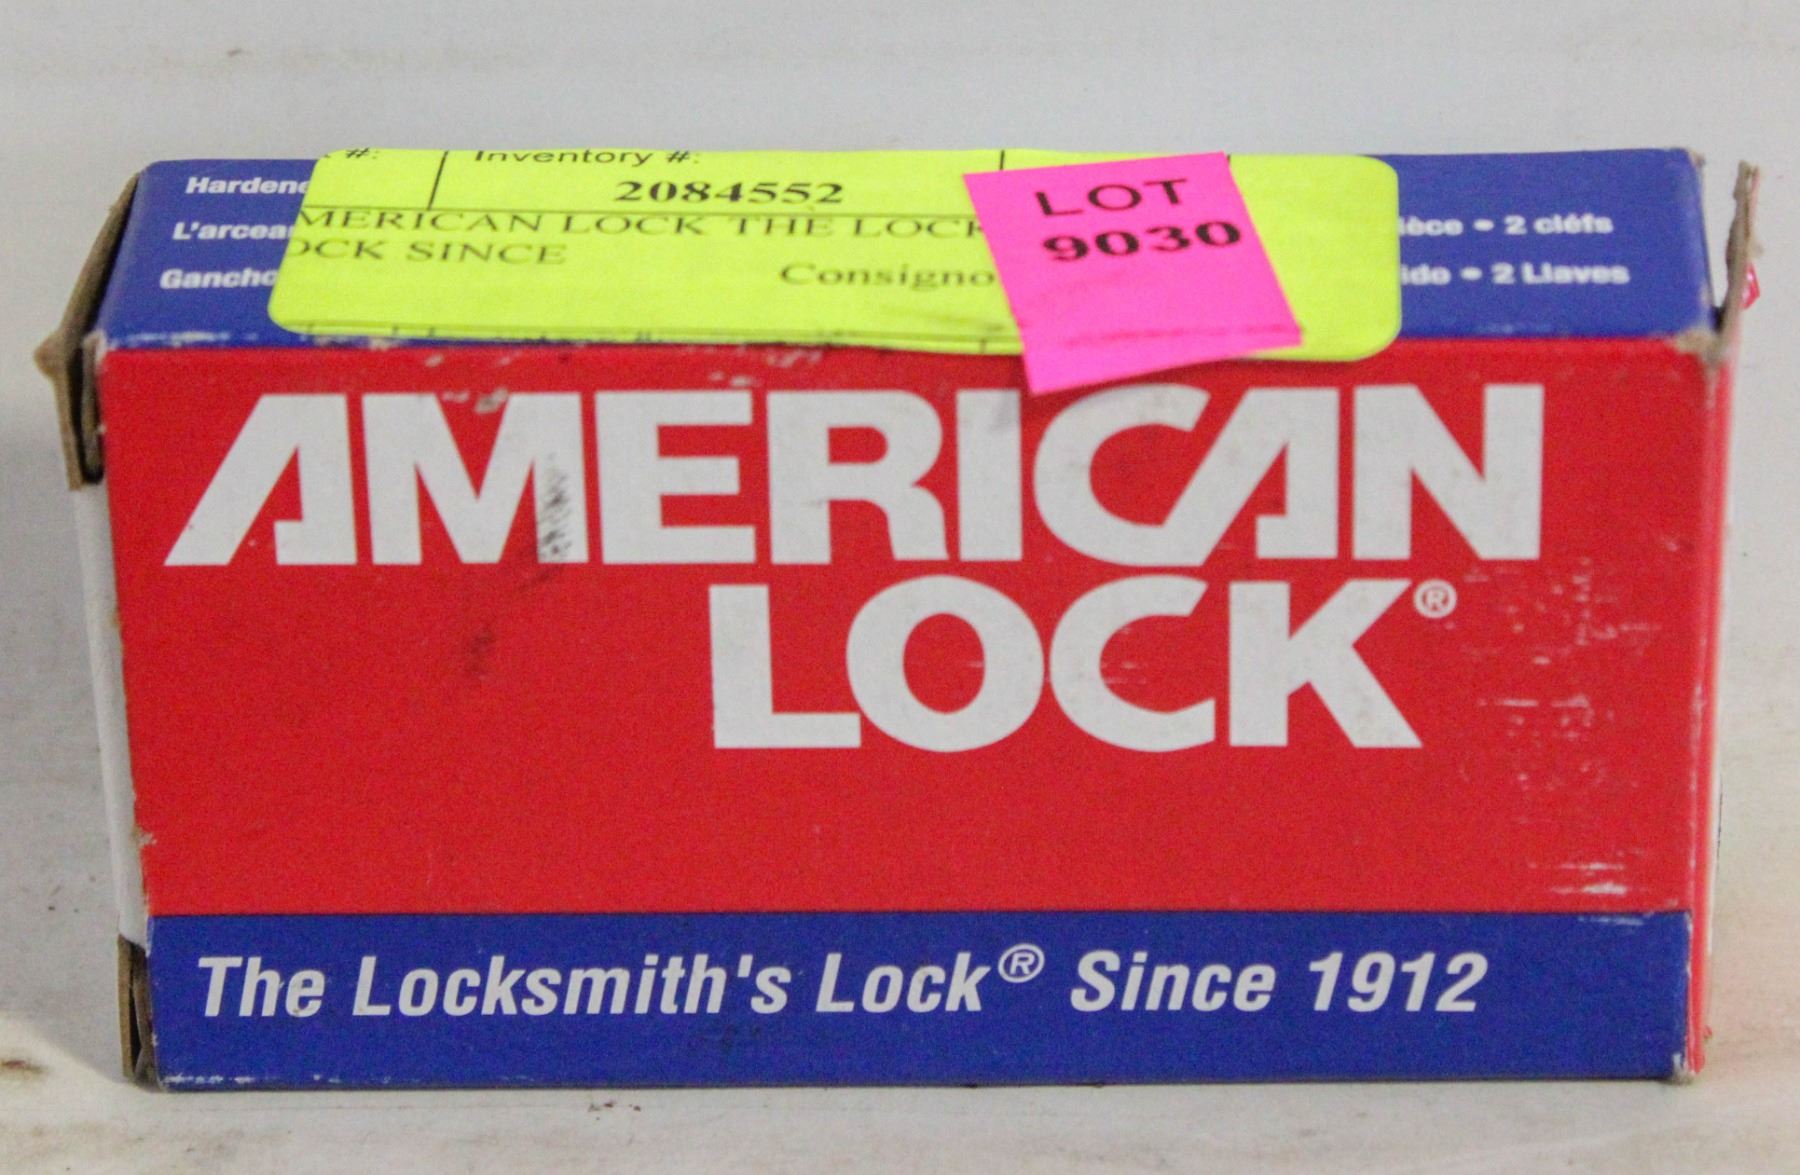 Inventory #:
2084552
MERICAN LOCK THE LOCK
OCK SINCE
Consigno
LOT
9030
Hardene
L'arcea
ièce • 2 cléfs
Gancho
ido • 2 Llaves
AMERICAN
LOCK®
The Locksmith's Lock® Since 1912